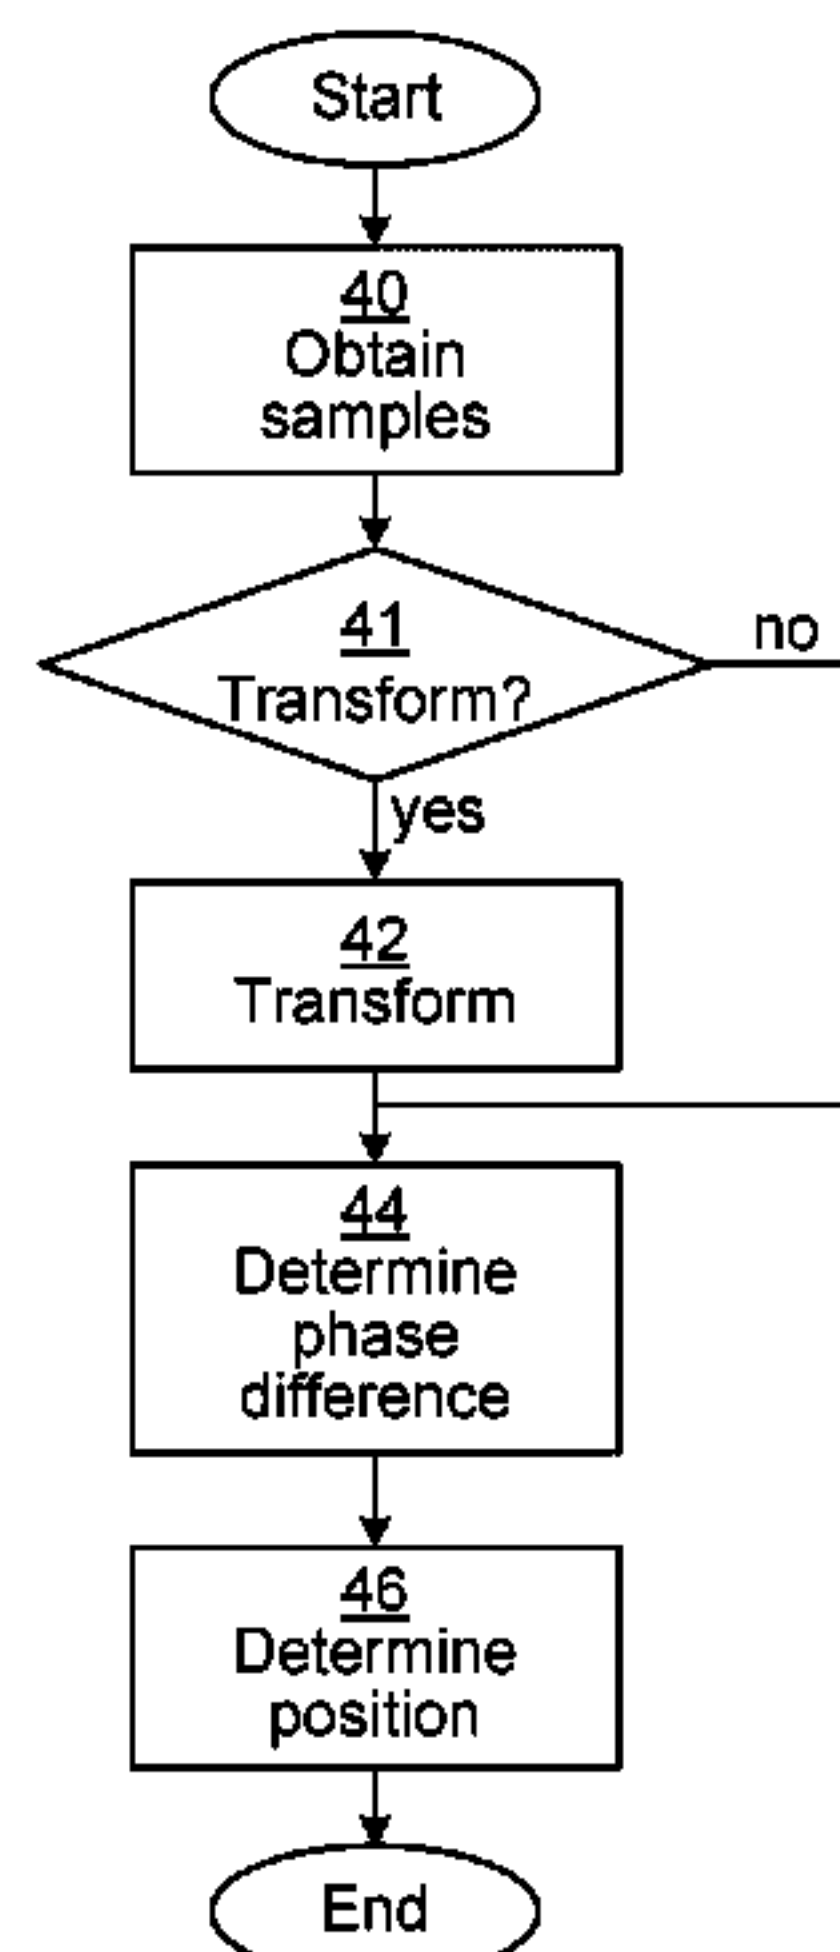 Start
40
Obtain
samples
41
Transform?
no
yes
42
Transform
44
Determine
phase
difference
46
Determine
position
End